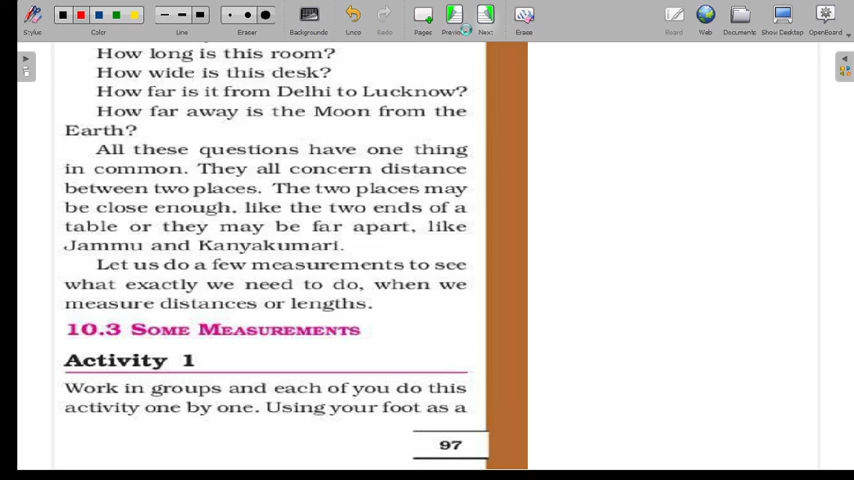 Stylus
Color
Line
Eraser
Backgrounds
Undo
Redo
Pages
Previous
Next
Erase
Board
Web
Documents
Show Desktop
OpenBoard
How long is this room?
How wide is this desk?
How far is it from Delhi to Lucknow?
How far away is the Moon from the
Earth?
All these questions have one thing
in common. They all concern distance
between two places. The two places may
be close enough, like the two ends of a
table or they may be far apart, like
Jammu and Kanyakumari.
Let us do a few measurements to see
what exactly we need to do, when we
measure distances or lengths.
10.3 SOME MEASUREMENTS
Activity 1
Work in groups and each of you do this
activity one by one. Using your foot as a
97